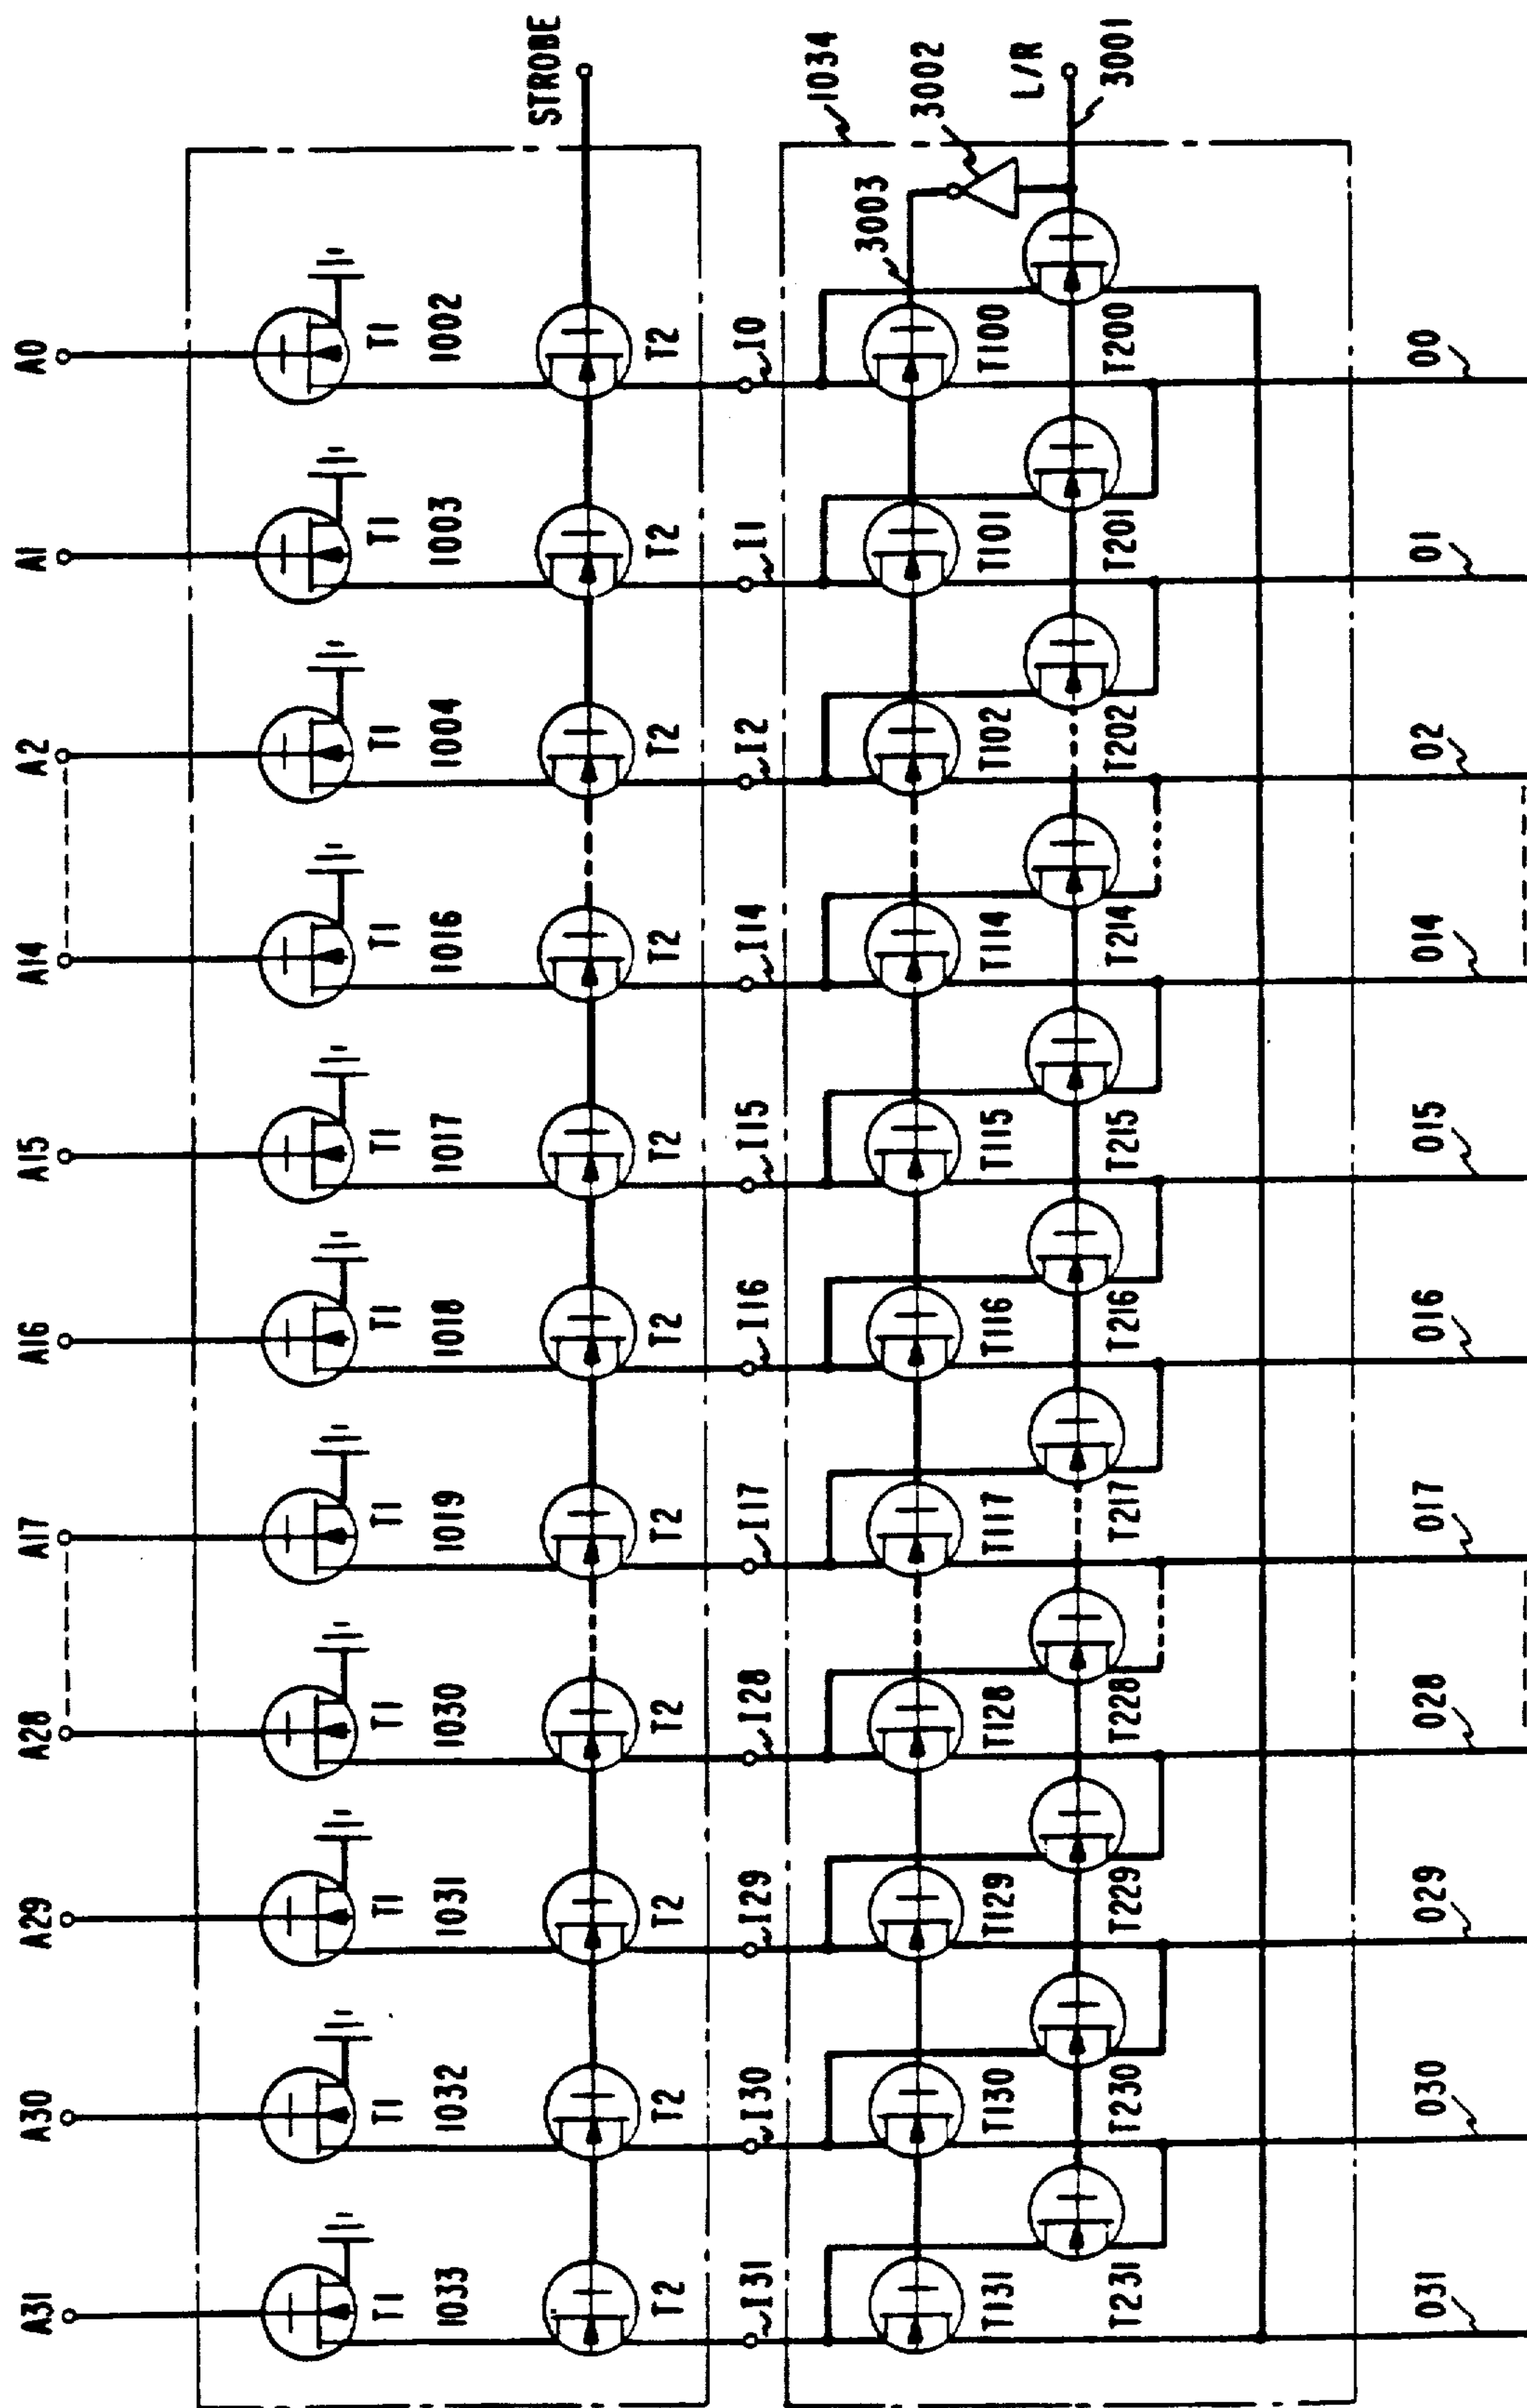 A31 A30 A29 A28 A17 A16 A15 A14 A2 A1 A0
T1 T1 T1 T1 T1 T1 T1 T1 T1 T1 T1
1033 1032 1031 1030 1019 1018 1017 1016 1004 1003 1002
STROBE
T2 T2 T2 T2 T2 T2 T2 T2 T2 T2 T2
I31 I30 I29 I28 I17 I16 I15 I14 I2 I1 I0
1034
3003 3002
T131 T130 T129 T128 T117 T116 T115 T114 T102 T101 T100
L/R
3001
T231 T230 T229 T228 T217 T216 T215 T214 T202 T201 T200
O31 O30 O29 O28 O17 O16 O15 O14 O2 O1 O0